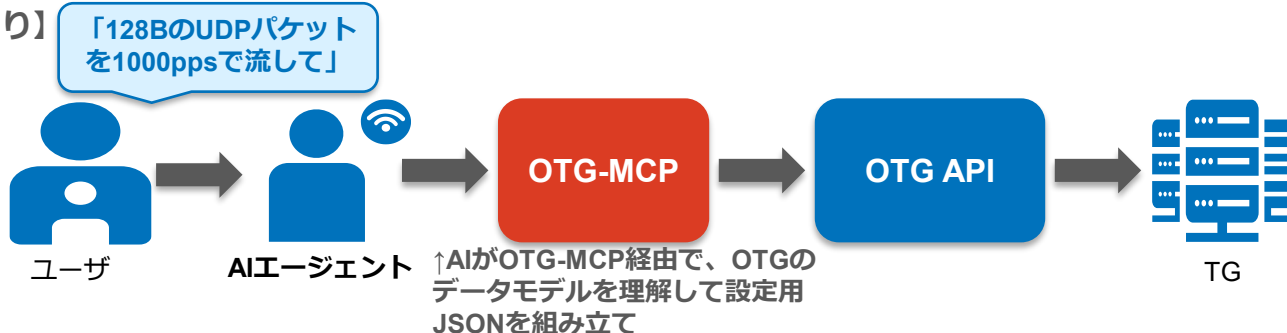 り】
「128BのUDPパケット
を1000ppsで流して」
OTG-MCP
OTG API
ユーザ
AIエージェント
↑AIがOTG-MCP経由で、OTGの
データモデルを理解して設定用
JSONを組み立て
TG